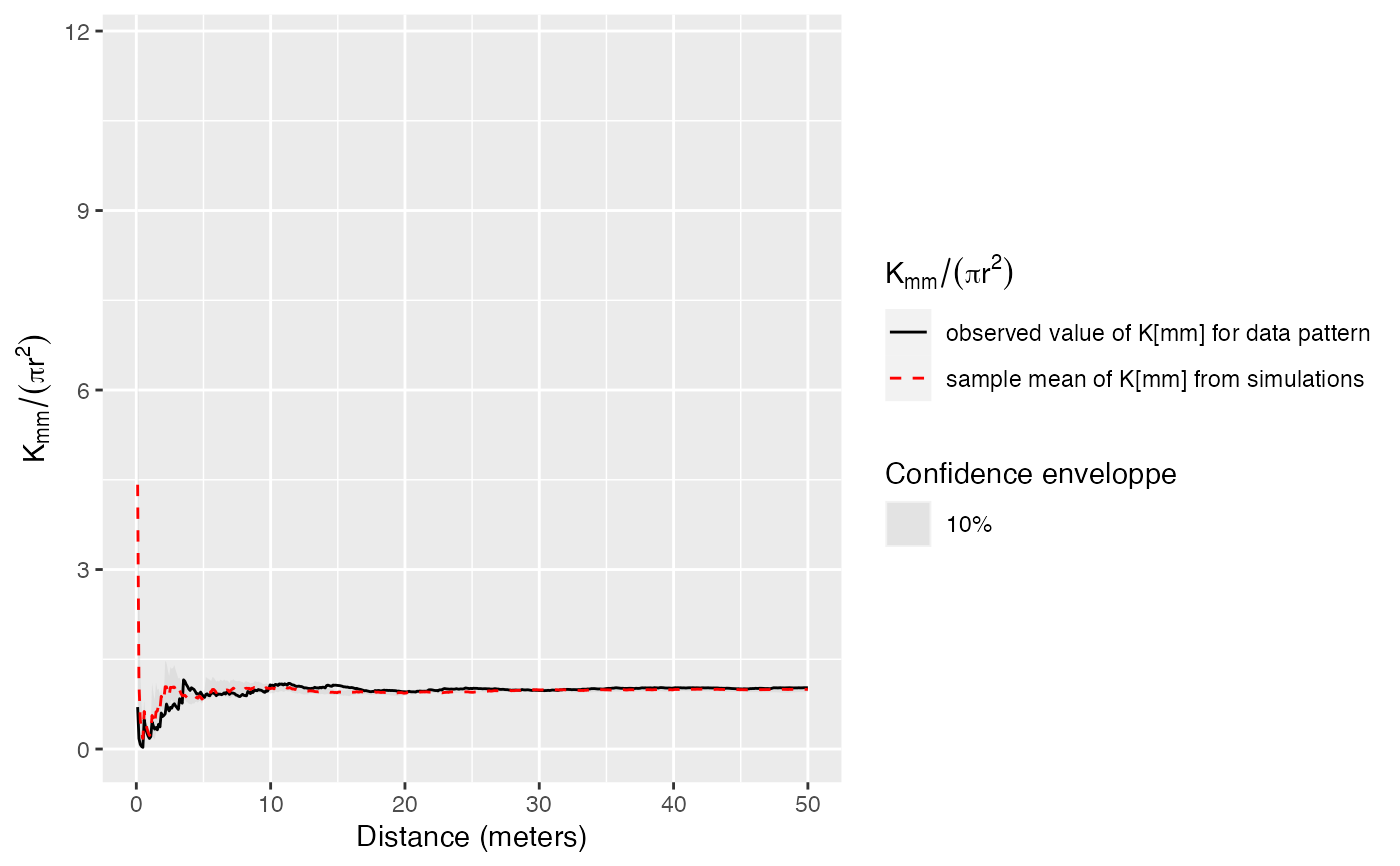 12
9
6
3
0
0 10 20 30 40 50
Distance (meters)
Kmm/(πr²)
Kmm/(πr²)
observed value of K[mm] for data pattern
sample mean of K[mm] from simulations
Confidence enveloppe
10%